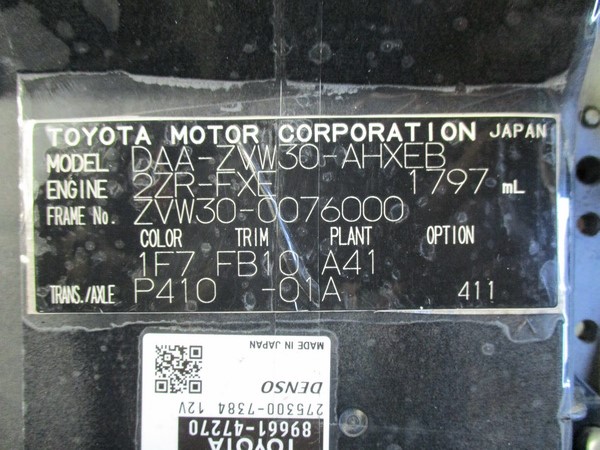 TOYOTA MOTOR CORPORATION JAPAN
MODEL DAA-ZVW30-AHXEB
ENGINE 2ZR-FXE 1797 mL
FRAME No. ZVW30-0076000
COLOR TRIM PLANT OPTION
1F7 FB10 A41
TRANS./AXLE P410 -01A 411
TOYOTA
89661-47270
275300-7384 12V
DENSO
MADE IN JAPAN